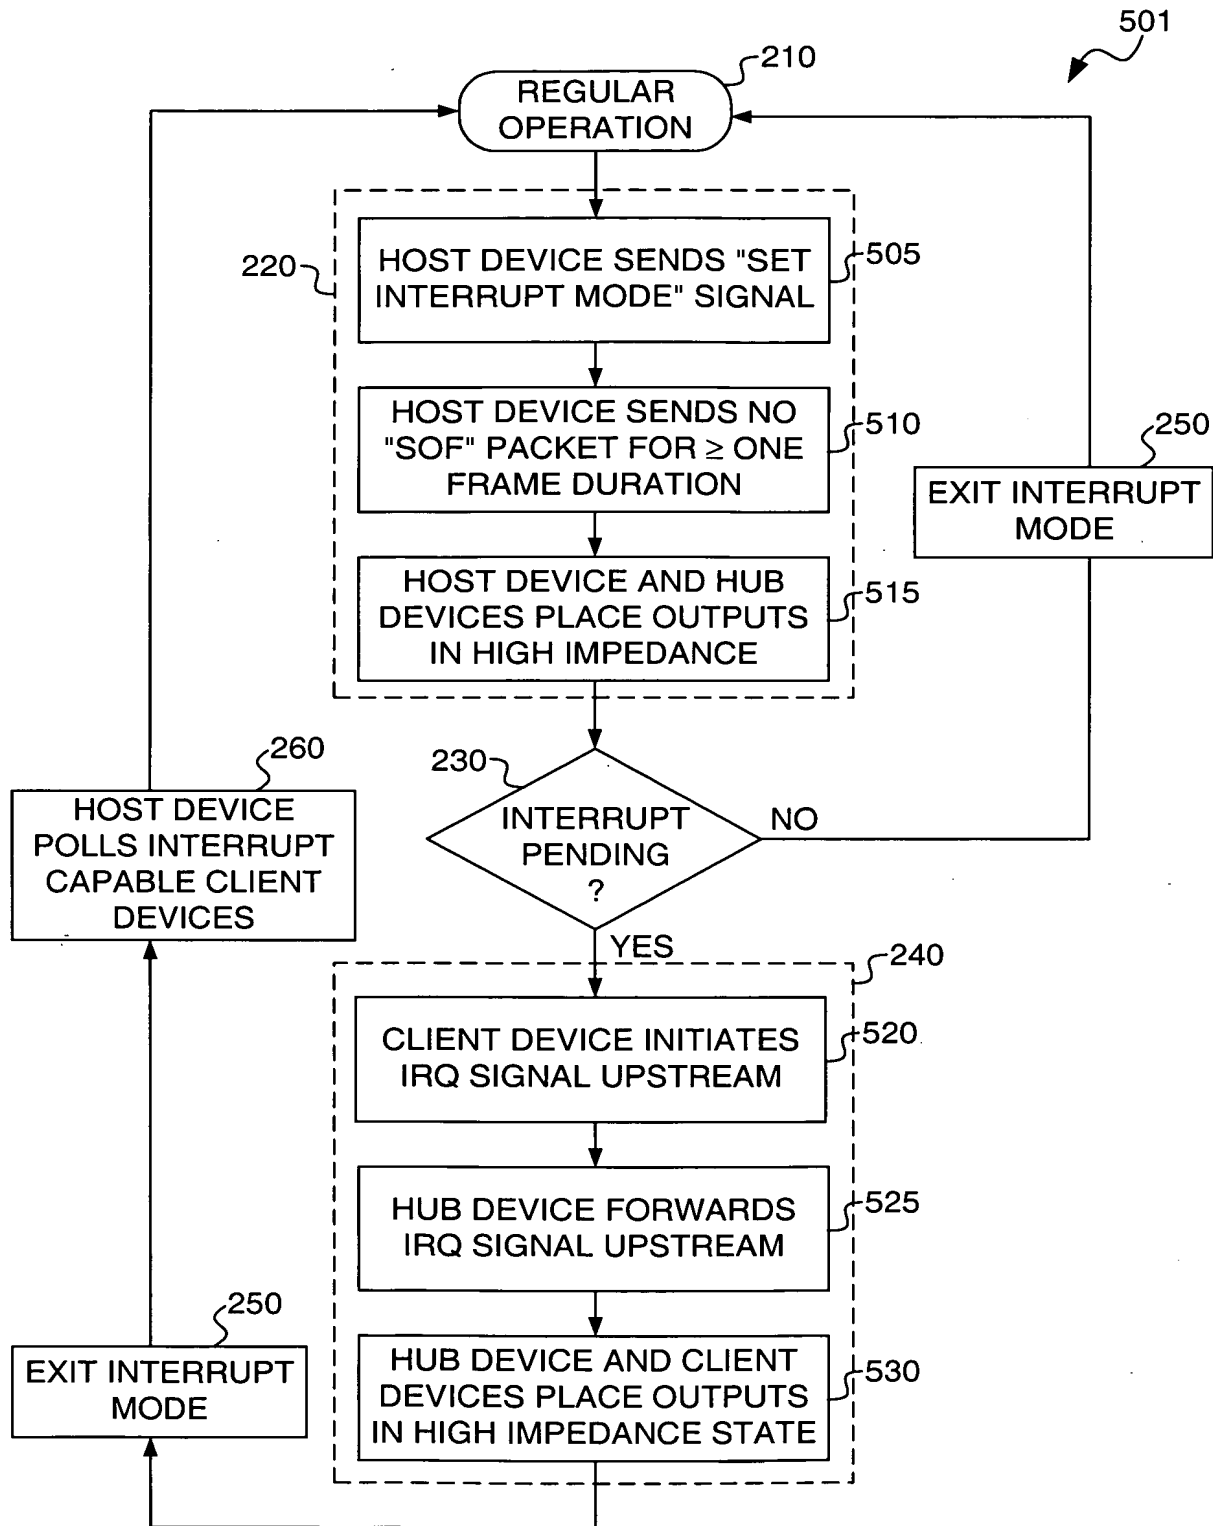 501
210
REGULAR
OPERATION
220
HOST DEVICE SENDS "SET
INTERRUPT MODE" SIGNAL
505
HOST DEVICE SENDS NO
"SOF" PACKET FOR ≥ ONE
FRAME DURATION
510
250
EXIT INTERRUPT
MODE
HOST DEVICE AND HUB
DEVICES PLACE OUTPUTS
IN HIGH IMPEDANCE
515
260
HOST DEVICE
POLLS INTERRUPT
CAPABLE CLIENT
DEVICES
230
INTERRUPT
PENDING
?
NO
YES
240
CLIENT DEVICE INITIATES
IRQ SIGNAL UPSTREAM
520
HUB DEVICE FORWARDS
IRQ SIGNAL UPSTREAM
525
250
EXIT INTERRUPT
MODE
HUB DEVICE AND CLIENT
DEVICES PLACE OUTPUTS
IN HIGH IMPEDANCE STATE
530